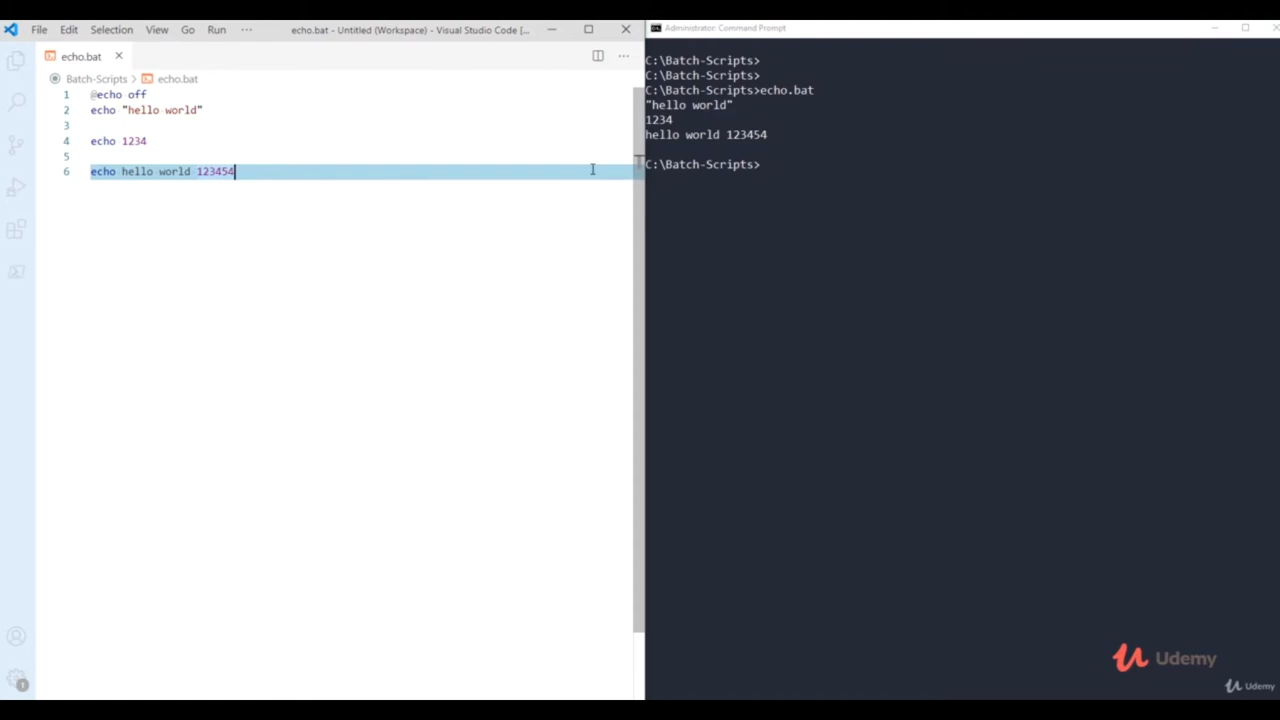 File Edit Selection View Go Run ··· echo.bat - Untitled (Workspace) - Visual Studio Code [...
echo.bat
Batch-Scripts > echo.bat
1 @echo off
2 echo "hello world"
3
4 echo 1234
5
6 echo hello world 123454
1
Administrator: Command Prompt
C:\Batch-Scripts>
C:\Batch-Scripts>
C:\Batch-Scripts>echo.bat
"hello world"
1234
hello world 123454
C:\Batch-Scripts>
Udemy
Udemy